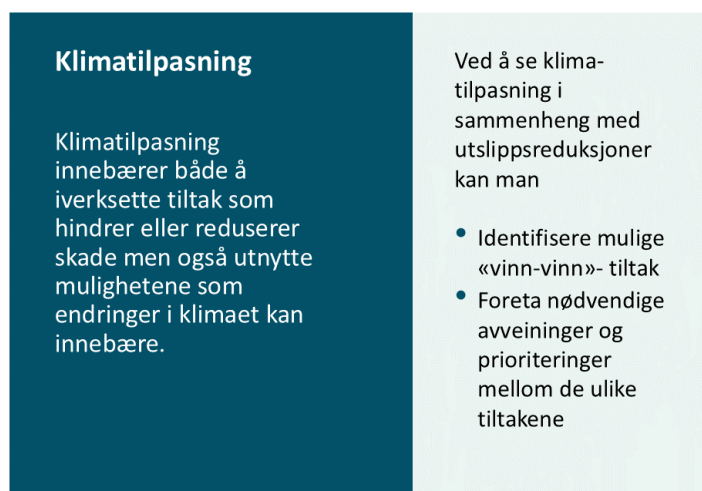 Klimatilpasning
Klimatilpasning
innebærer både å
iverksette tiltak som
hindrer eller reduserer
skade men også utnytte
mulighetene som
endringer i klimaet kan
innebære.
Ved å se klima-
tilpasning i
sammenheng med
utslippsreduksjoner
kan man
• Identifisere mulige
«vinn-vinn»- tiltak
• Foreta nødvendige
avveininger og
prioriteringer
mellom de ulike
tiltakene